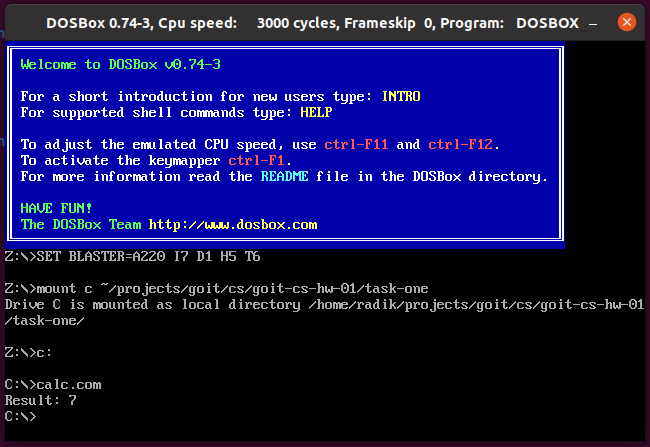 DOSBox 0.74-3, Cpu speed: 3000 cycles, Frameskip 0, Program: DOSBOX
Welcome to DOSBox v0.74-3
For a short introduction for new users type: INTRO
For supported shell commands type: HELP
To adjust the emulated CPU speed, use ctrl-F11 and ctrl-F12.
To activate the keymapper ctrl-F1.
For more information read the README file in the DOSBox directory.
HAVE FUN!
The DOSBox Team http://www.dosbox.com
Z:\>SET BLASTER=A220 I7 D1 H5 T6
Z:\>mount c ~/projects/goit/cs/goit-cs-hw-01/task-one
Drive C is mounted as local directory /home/radik/projects/goit/cs/goit-cs-hw-01
/task-one/
Z:\>c:
C:\>calc.com
Result: 7
C:\>